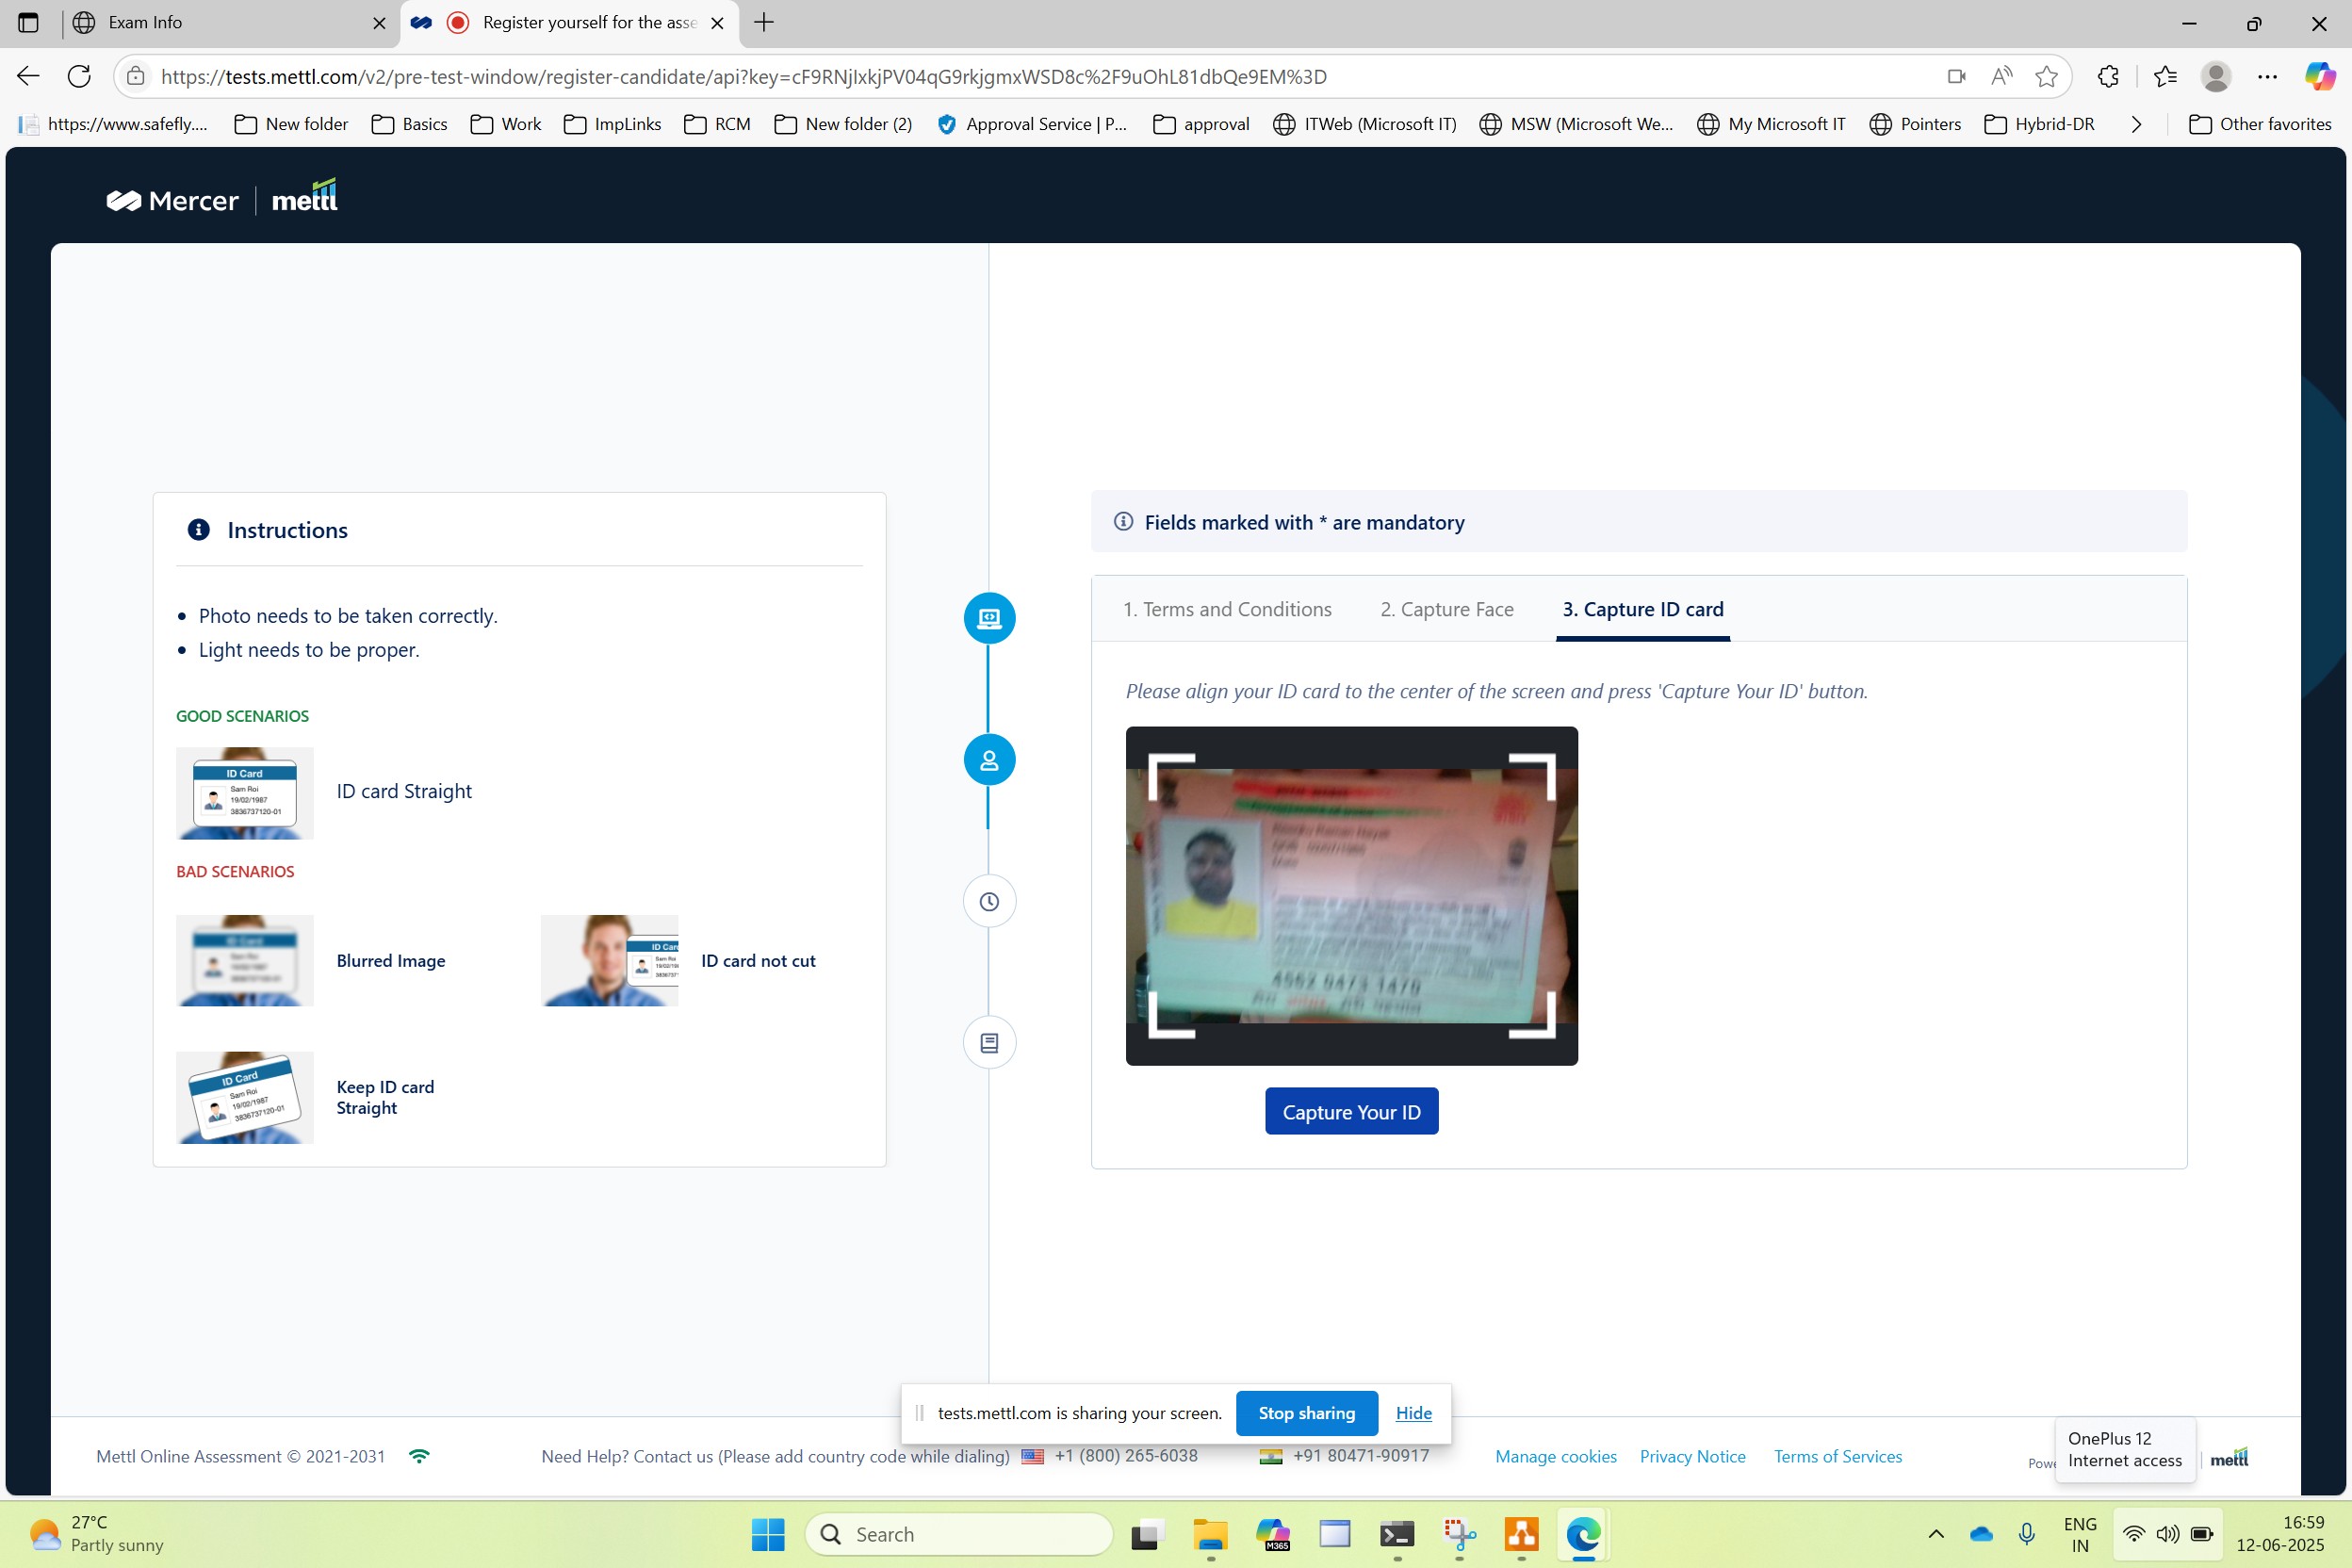 Exam Info
Register yourself for the asse
https://tests.mettl.com/v2/pre-test-window/register-candidate/api?key=cF9RNjIxkjPV04qG9rkjgmxWSD8c%2F9uOhL81dbQe9EM%3D
https://www.safefly.... New folder Basics Work ImpLinks RCM New folder (2) Approval Service | P... approval ITWeb (Microsoft IT) MSW (Microsoft We... My Microsoft IT Pointers Hybrid-DR Other favorites
Mercer | mettl
Instructions
• Photo needs to be taken correctly.
• Light needs to be proper.
GOOD SCENARIOS
ID Card
Sam Roi
19/02/1987
3836737120-01
ID card Straight
BAD SCENARIOS
Blurred Image
ID Card
Sam Roi
ID card not cut
ID Card
Sam Roi
19/02/1987
3836737120-01
Keep ID card
Straight
Fields marked with * are mandatory
1. Terms and Conditions 2. Capture Face 3. Capture ID card
Please align your ID card to the center of the screen and press 'Capture Your ID' button.
Capture Your ID
tests.mettl.com is sharing your screen. Stop sharing Hide
Mettl Online Assessment © 2021-2031 Need Help? Contact us (Please add country code while dialing) +1 (800) 265-6038 +91 80471-90917 Manage cookies Privacy Notice Terms of Services
Powe
mettl
OnePlus 12
Internet access
27°C
Partly sunny
Search
M365
ENG
IN
16:59
12-06-2025